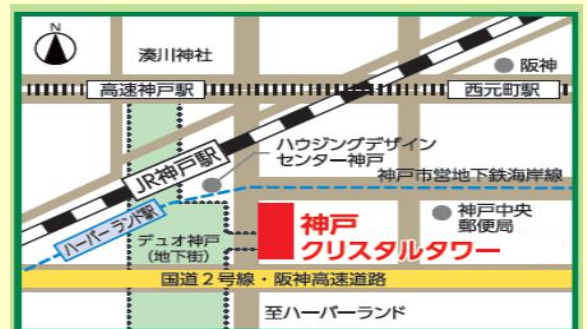 N
湊川神社
阪神
高速神戸駅
西元町駅
ハウジングデザイン
センター神戸
JR神戸駅
神戸市営地下鉄海岸線
ハーバーランド駅
神戸
クリスタルタワー
神戸中央
郵便局
デュオ神戸
(地下街)
国道2号線・阪神高速道路
至ハーバーランド